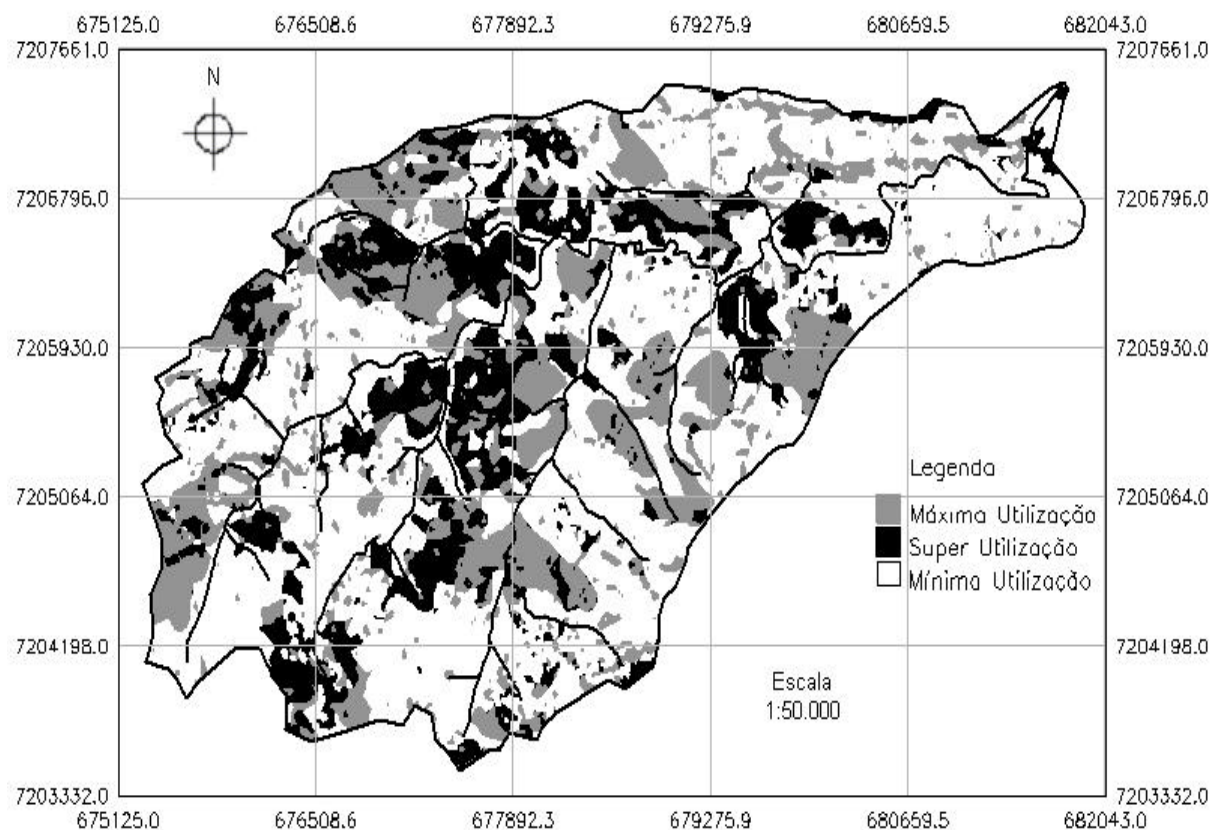 675125.0 676508.6 677892.3 679275.9 680659.5 682043.0
7207661.0 7207661.0
N
7206796.0 7206796.0
7205930.0 7205930.0
Legenda
7205064.0 7205064.0
Máxima Utilização
Super Utilização
Mínima Utilização
7204198.0 7204198.0
Escala
1:50.000
7203332.0 7203332.0
675125.0 676508.6 677892.3 679275.9 680659.5 682043.0